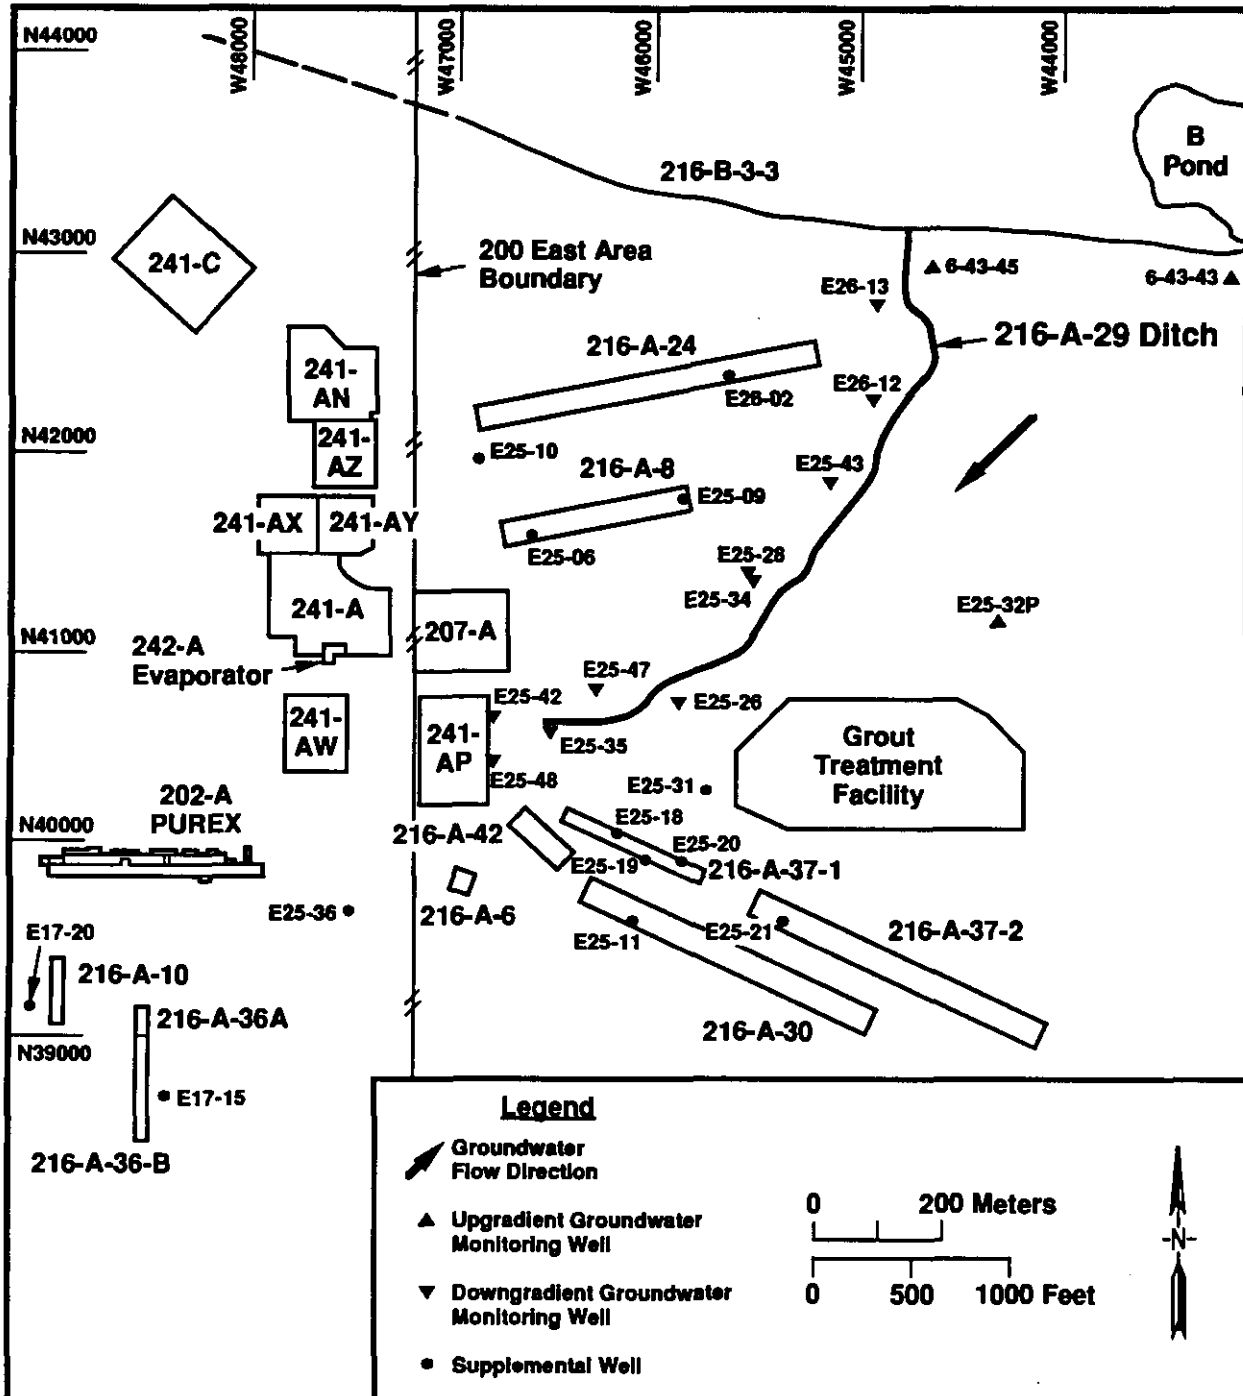 N44000
W48000
W47000
W46000
W45000
W44000
B
Pond
216-B-3-3
N43000
241-C
200 East Area
Boundary
6-43-45
6-43-43
E26-13
216-A-29 Ditch
216-A-24
241-
AN
E26-02
E26-12
N42000
241-
AZ
E25-10
216-A-8
E25-43
E25-09
241-AX
241-AY
E25-06
E25-28
E25-34
241-A
E25-32P
207-A
N41000
242-A
Evaporator
E25-47
E25-42
E25-26
241-
AW
241-
AP
E25-35
Grout
Treatment
Facility
E25-48
E25-31
202-A
PUREX
N40000
216-A-42
E25-18
E25-20
E25-19
216-A-37-1
E25-36
216-A-6
E25-11
E25-21
216-A-37-2
E17-20
216-A-10
216-A-36A
216-A-30
N39000
E17-15
216-A-36-B
Legend
Groundwater
Flow Direction
Upgradient Groundwater
Monitoring Well
Downgradient Groundwater
Monitoring Well
Supplemental Well
0 200 Meters
0 500 1000 Feet
-N-